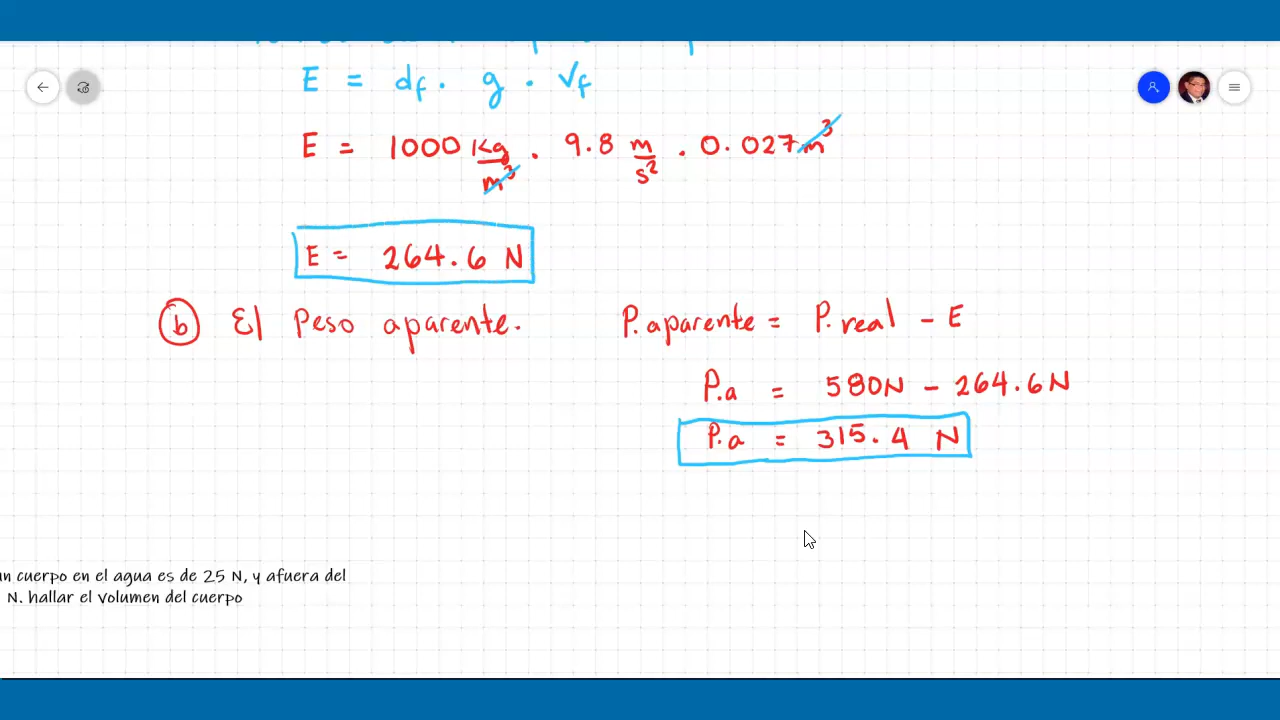 E = df . g . Vf
E = 1000 Kg/m³ . 9.8 m/s² . 0.027 m³
E = 264.6 N
b El Peso aparente. P. aparente = P. real - E
P.a = 580N - 264.6N
P.a = 315.4 N
cuerpo en el agua es de 25 N, y afuera del
N. hallar el volumen del cuerpo